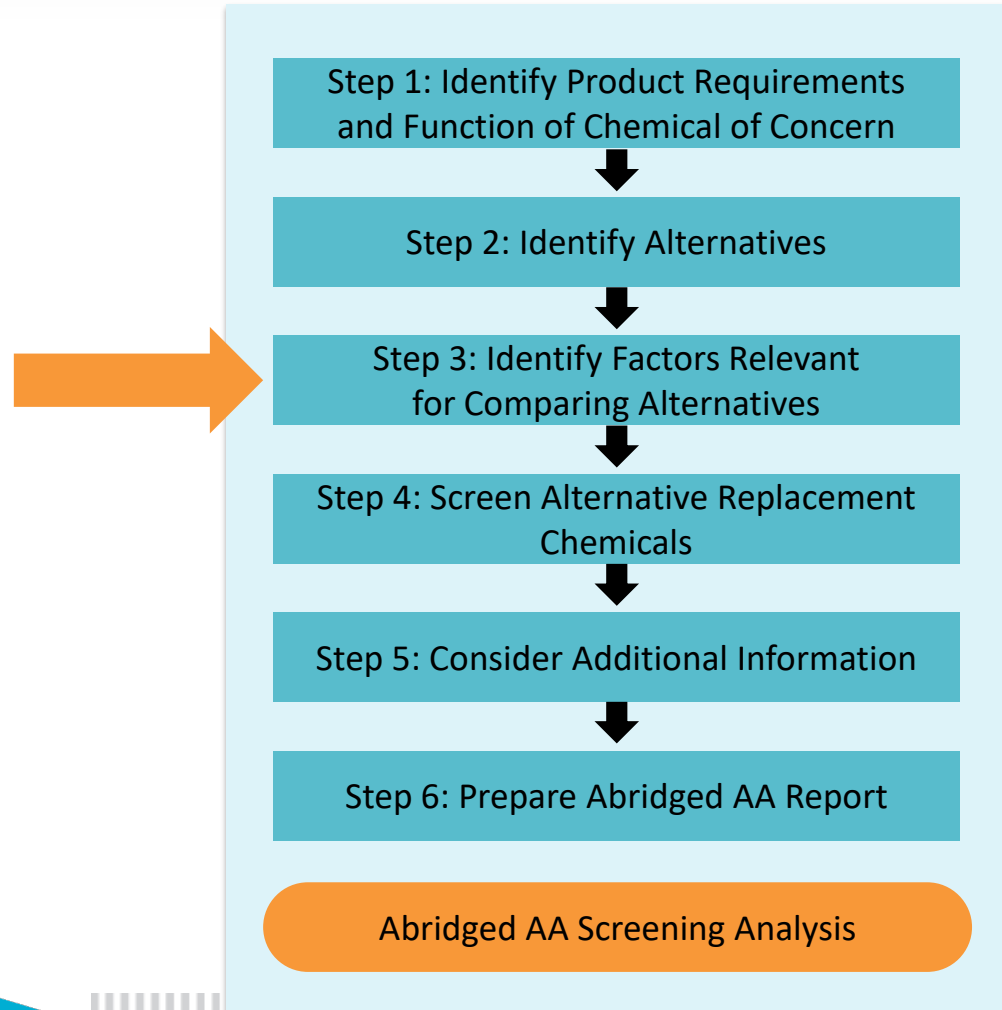 Step 1: Identify Product Requirements
and Function of Chemical of Concern
Step 2: Identify Alternatives
Step 3: Identify Factors Relevant
for Comparing Alternatives
Step 4: Screen Alternative Replacement
Chemicals
Step 5: Consider Additional Information
Step 6: Prepare Abridged AA Report
Abridged AA Screening Analysis